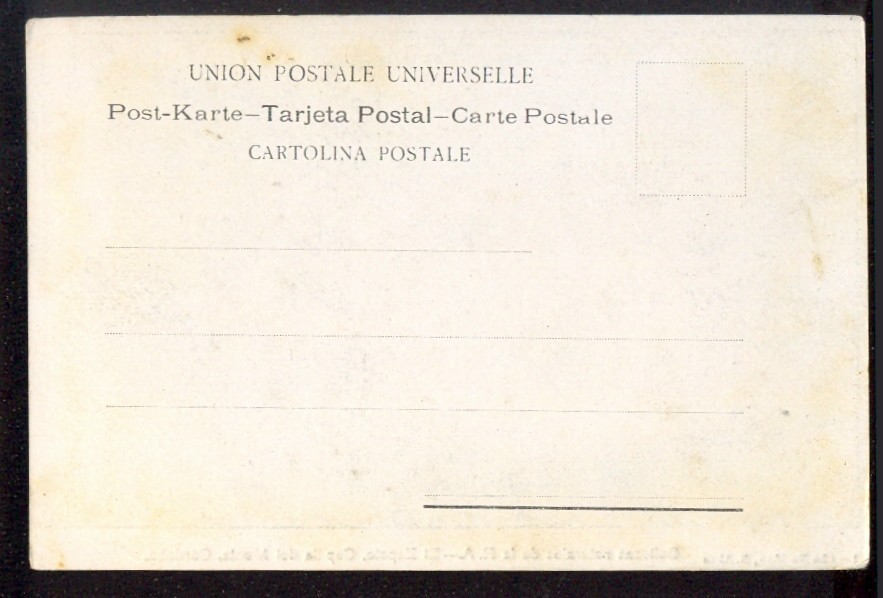 UNION POSTALE UNIVERSELLE
Post-Karte—Tarjeta Postal—Carte Postale
CARTOLINA POSTALE